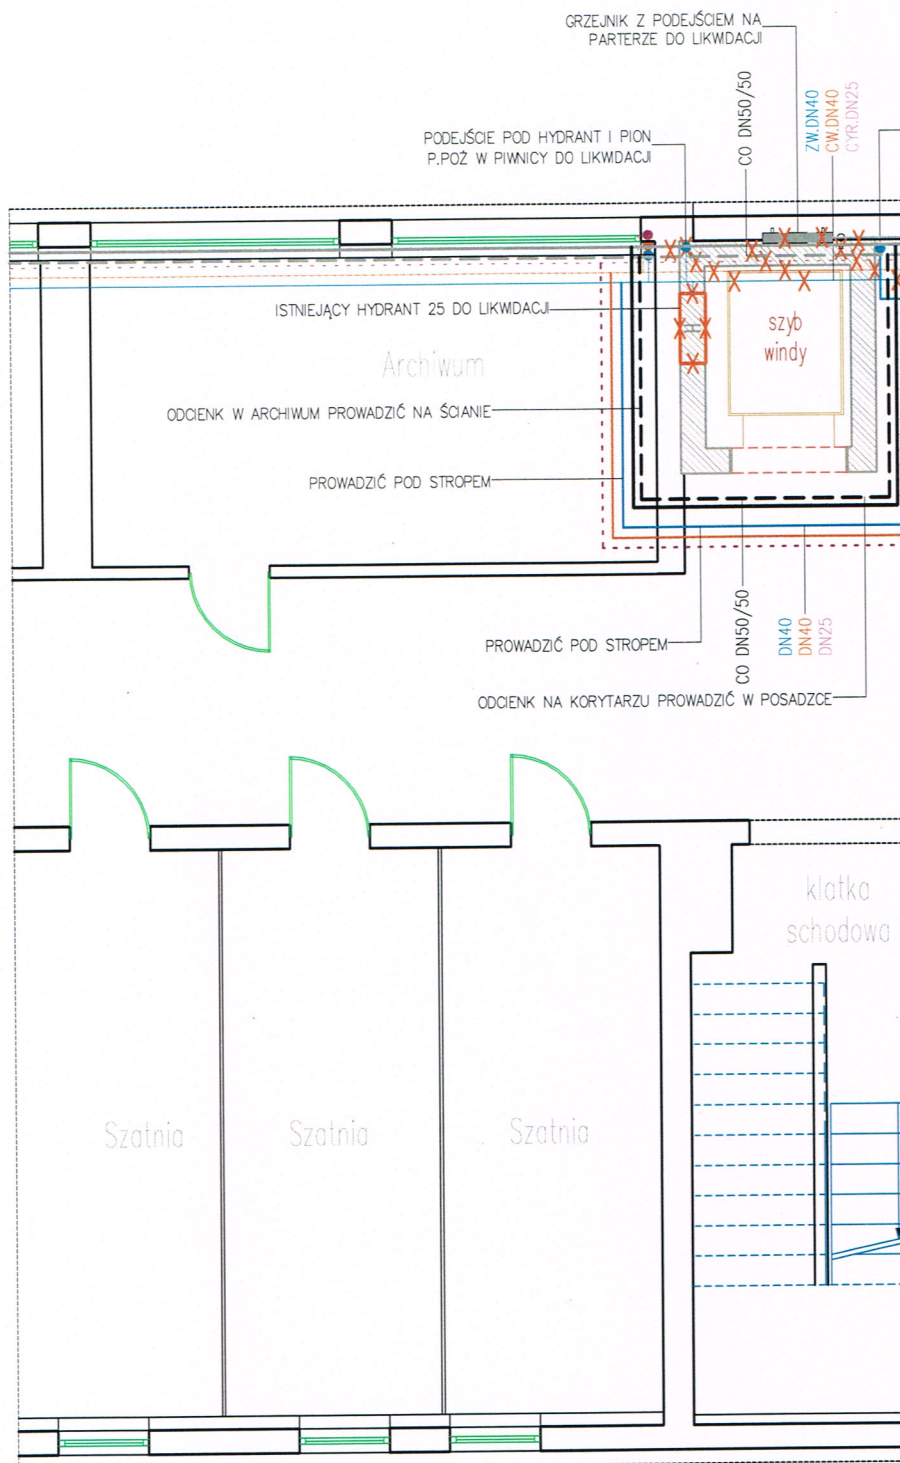 GRZEJNIK Z PODEJŚCIEM NA
PARTERZE DO LIKWIDACJI
CO DN50/50
ZW.DN40
CW.DN40
CYR.DN25
PODEJŚCIE POD HYDRANT I PION
P.POŻ W PIWNICY DO LIKWIDACJI
ISTNIEJĄCY HYDRANT 25 DO LIKWIDACJI
szyb
windy
Archiwum
ODCIENK W ARCHIWUM PROWADZIĆ NA ŚCIANIE
PROWADZIĆ POD STROPEM
PROWADZIĆ POD STROPEM
CO DN50/50
DN40
DN40
DN25
ODCIENK NA KORYTARZU PROWADZIĆ W POSADZCE
klatka
schodowa
Szatnia
Szatnia
Szatnia